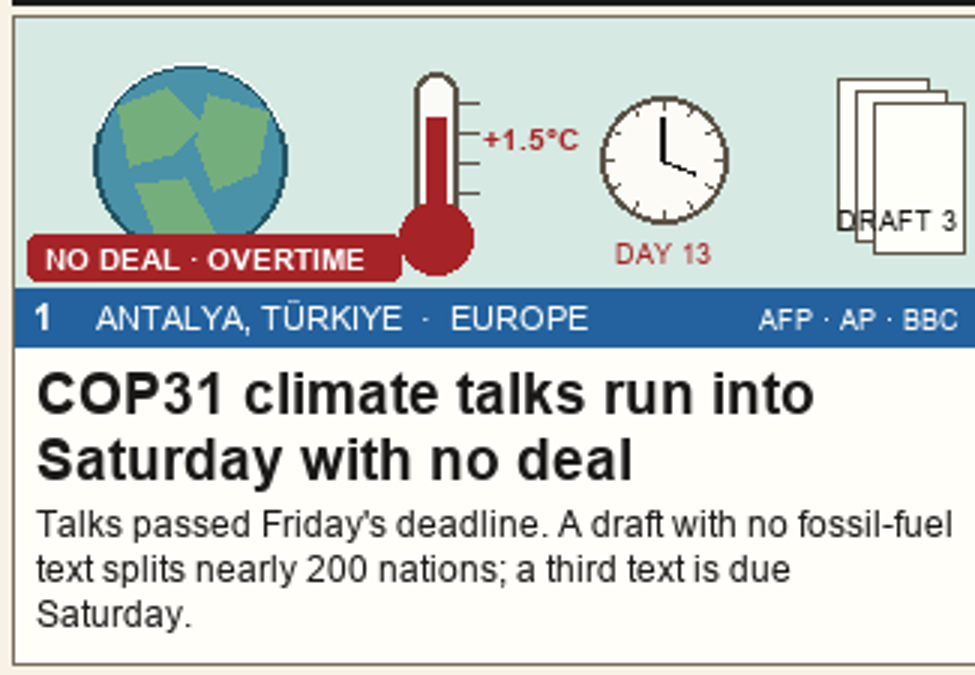 +1.5°C
DAY 13
DRAFT 3
NO DEAL · OVERTIME
1 ANTALYA, TÜRKIYE · EUROPE AFP · AP · BBC
COP31 climate talks run into
Saturday with no deal
Talks passed Friday's deadline. A draft with no fossil-fuel
text splits nearly 200 nations; a third text is due
Saturday.